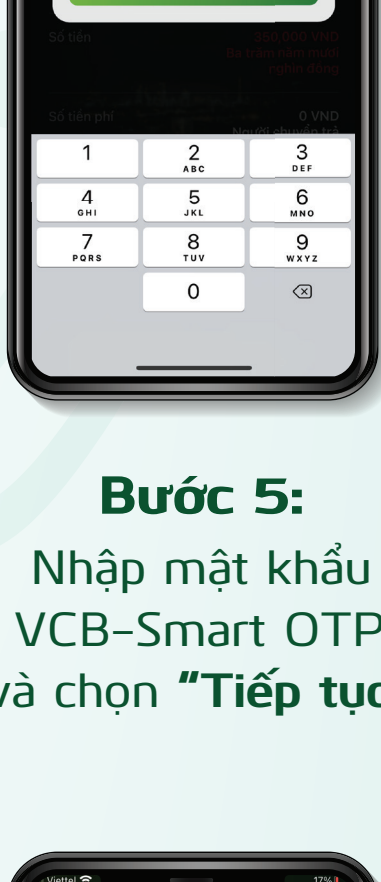 Số tiền 350,000 VND
Ba trăm năm mươi
nghìn đồng
Số tiền phí 0 VND
Người chuyển trả
1 2 3
ABC DEF
4 5 6
GHI JKL MNO
7 8 9
PQRS TUV WXYZ
0
Bước 5:
Nhập mật khẩu
VCB-Smart OTP
và chọn "Tiếp tục
Viettel 17%